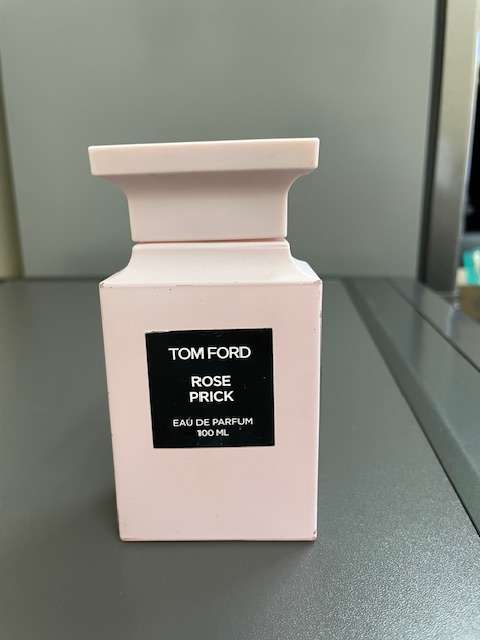 TOM FORD
ROSE
PRICK
EAU DE PARFUM
100 ML